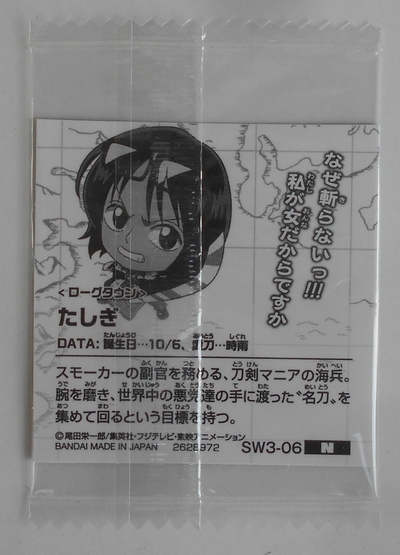 なぜ斬らないっ!!!
私が女だからですか
<ローグタウン>
たしぎ
DATA: 誕生日…10/6、愛刀…時雨
スモーカーの副官を務める、刀剣マニアの海兵。
腕を磨き、世界中の悪党達の手に渡った“名刀”を
集めて回るという目標を持つ。
©尾田栄一郎/集英社・フジテレビ・東映アニメーション
BANDAI MADE IN JAPAN 2628972 SW3-06 N